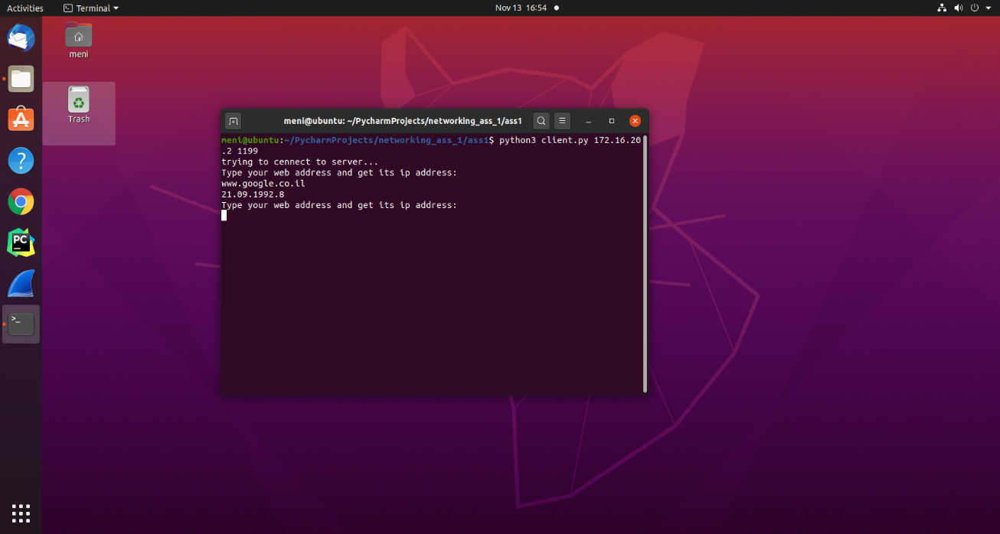 Activities
Terminal
Nov 13 16:54
meni
Trash
PC
>_
meni@ubuntu: ~/PycharmProjects/networking_ass_1/ass1
meni@ubuntu:~/PycharmProjects/networking_ass_1/ass1$ python3 client.py 172.16.20
.2 1199
trying to cennect to server...
Type your web address and get its ip address:
www.google.co.il
21.09.1992.8
Type your web address and get its ip address: